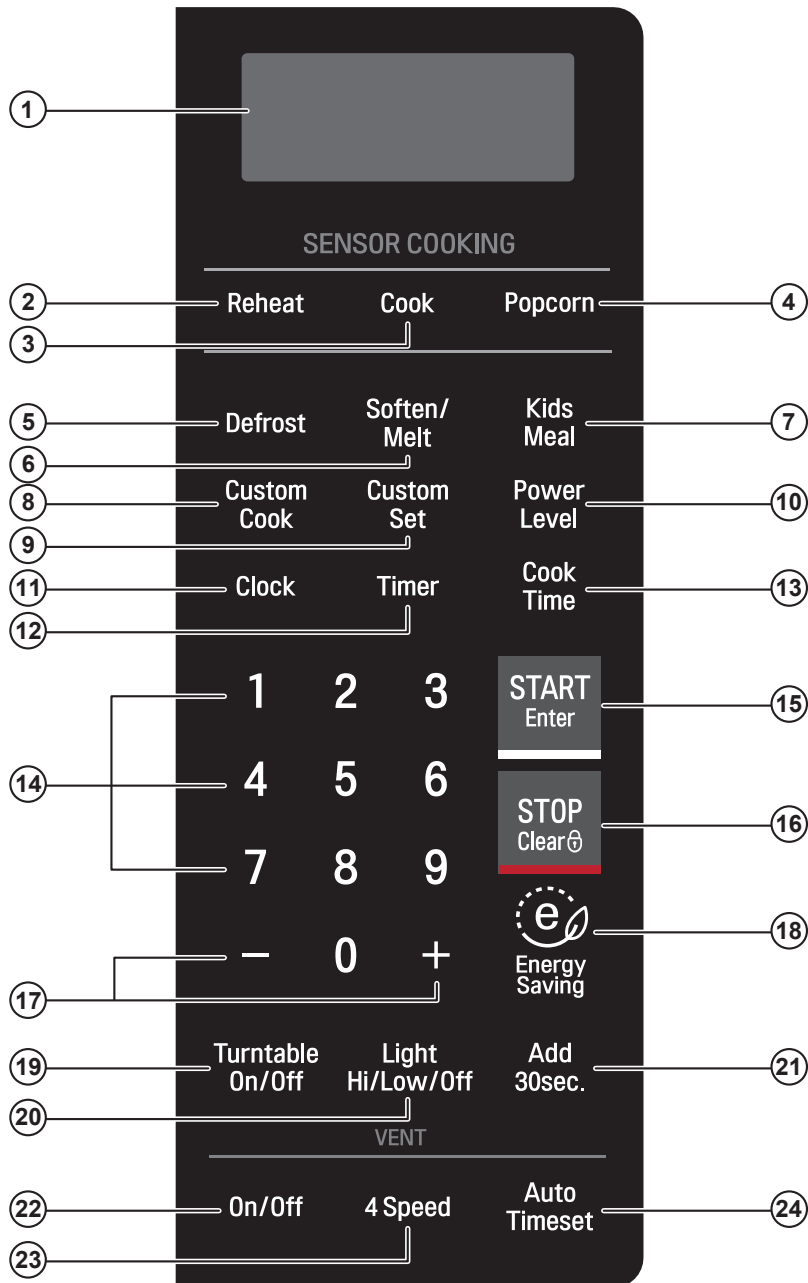 1
SENSOR COOKING
2 Reheat Cook Popcorn 4
3
5 Defrost Soften/ Melt Kids Meal 7
6
8 Custom Cook Custom Set Power Level 10
9
11 Clock Timer Cook Time 13
12
1 2 3 START Enter 15
14 4 5 6
STOP Clear 16
7 8 9
e 18
− 0 + Energy Saving
17
19 Turntable On/Off Light Hi/Low/Off Add 30sec. 21
20
VENT
22 On/Off 4 Speed Auto Timeset 24
23